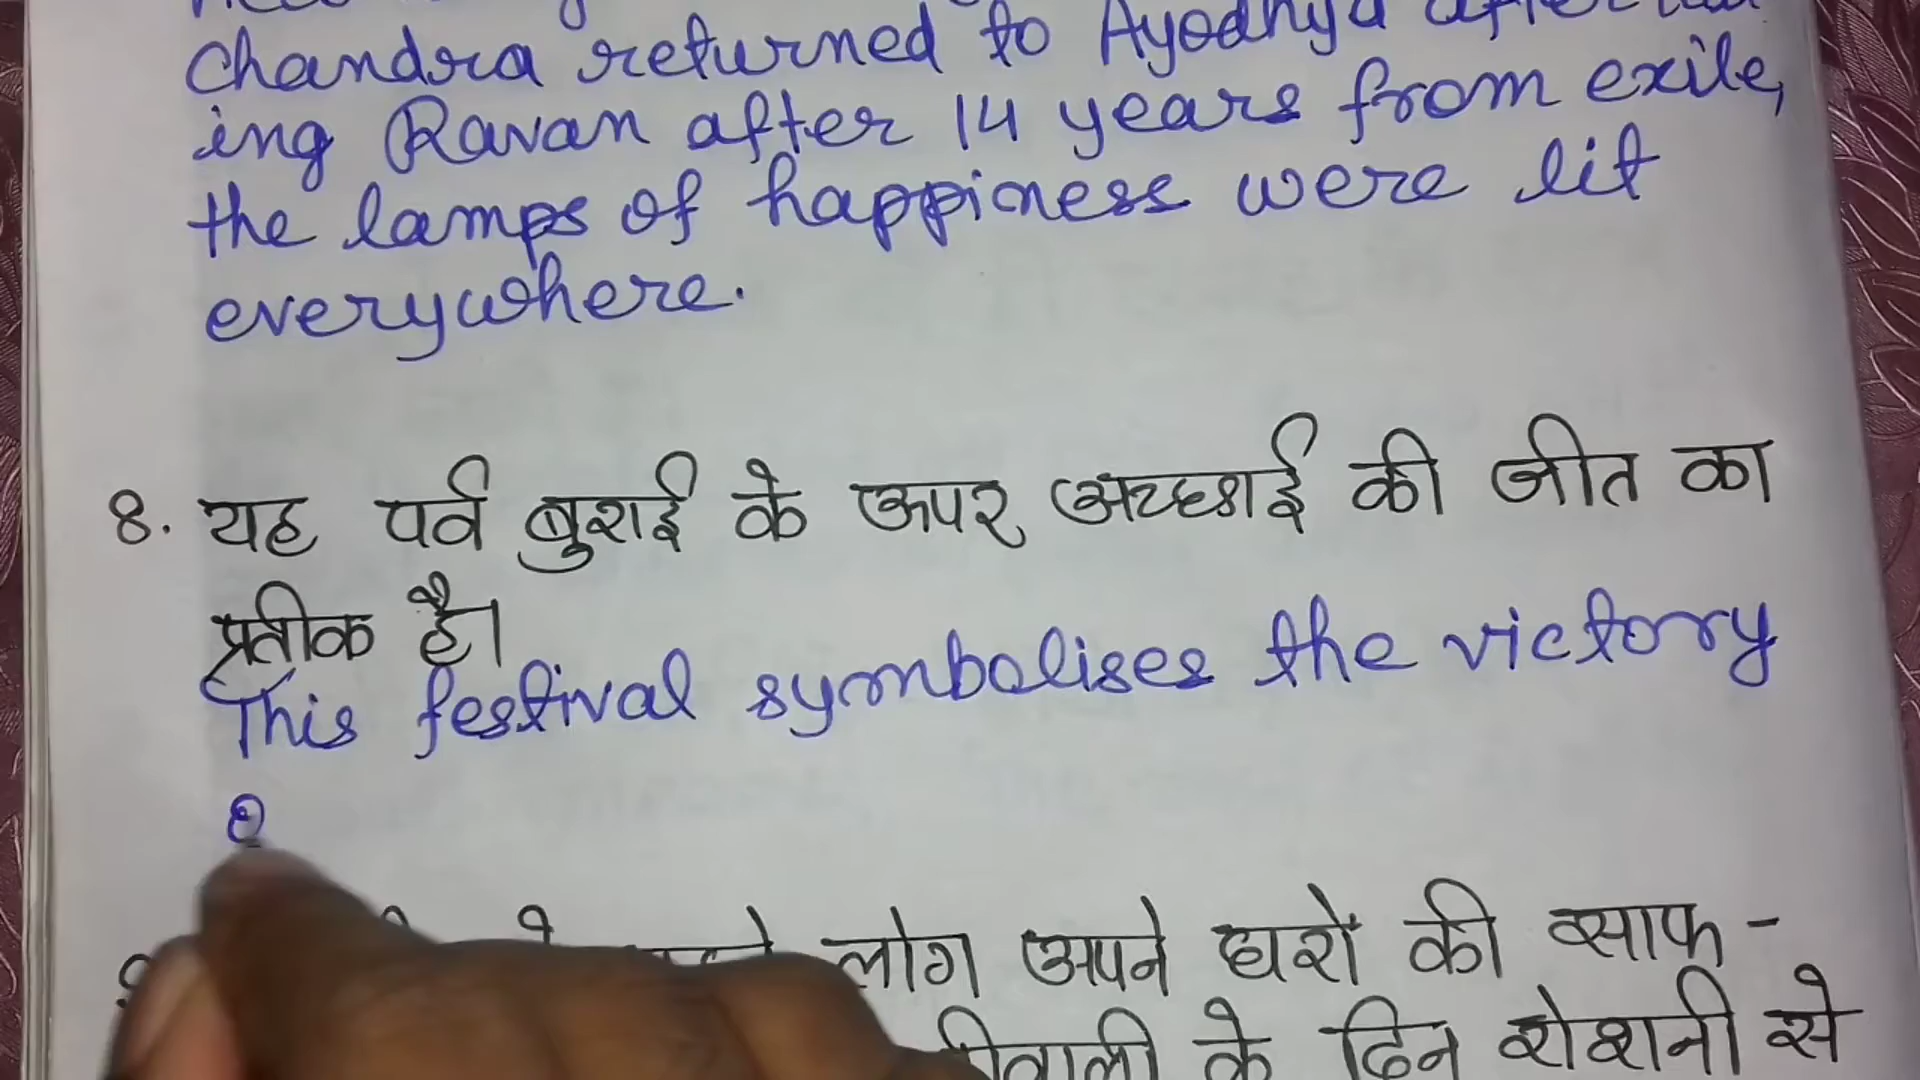 Chandra returned to Ayodhya after
ing Ravan after 14 years from exile,
the lamps of happiness were lit
everywhere.
8. यह पर्व बुराई के ऊपर अच्छाई की जीत का
प्रतीक है।
This festival symbolises the victory
लोग अपने घरों की साफ-
के दिन रोशनी से